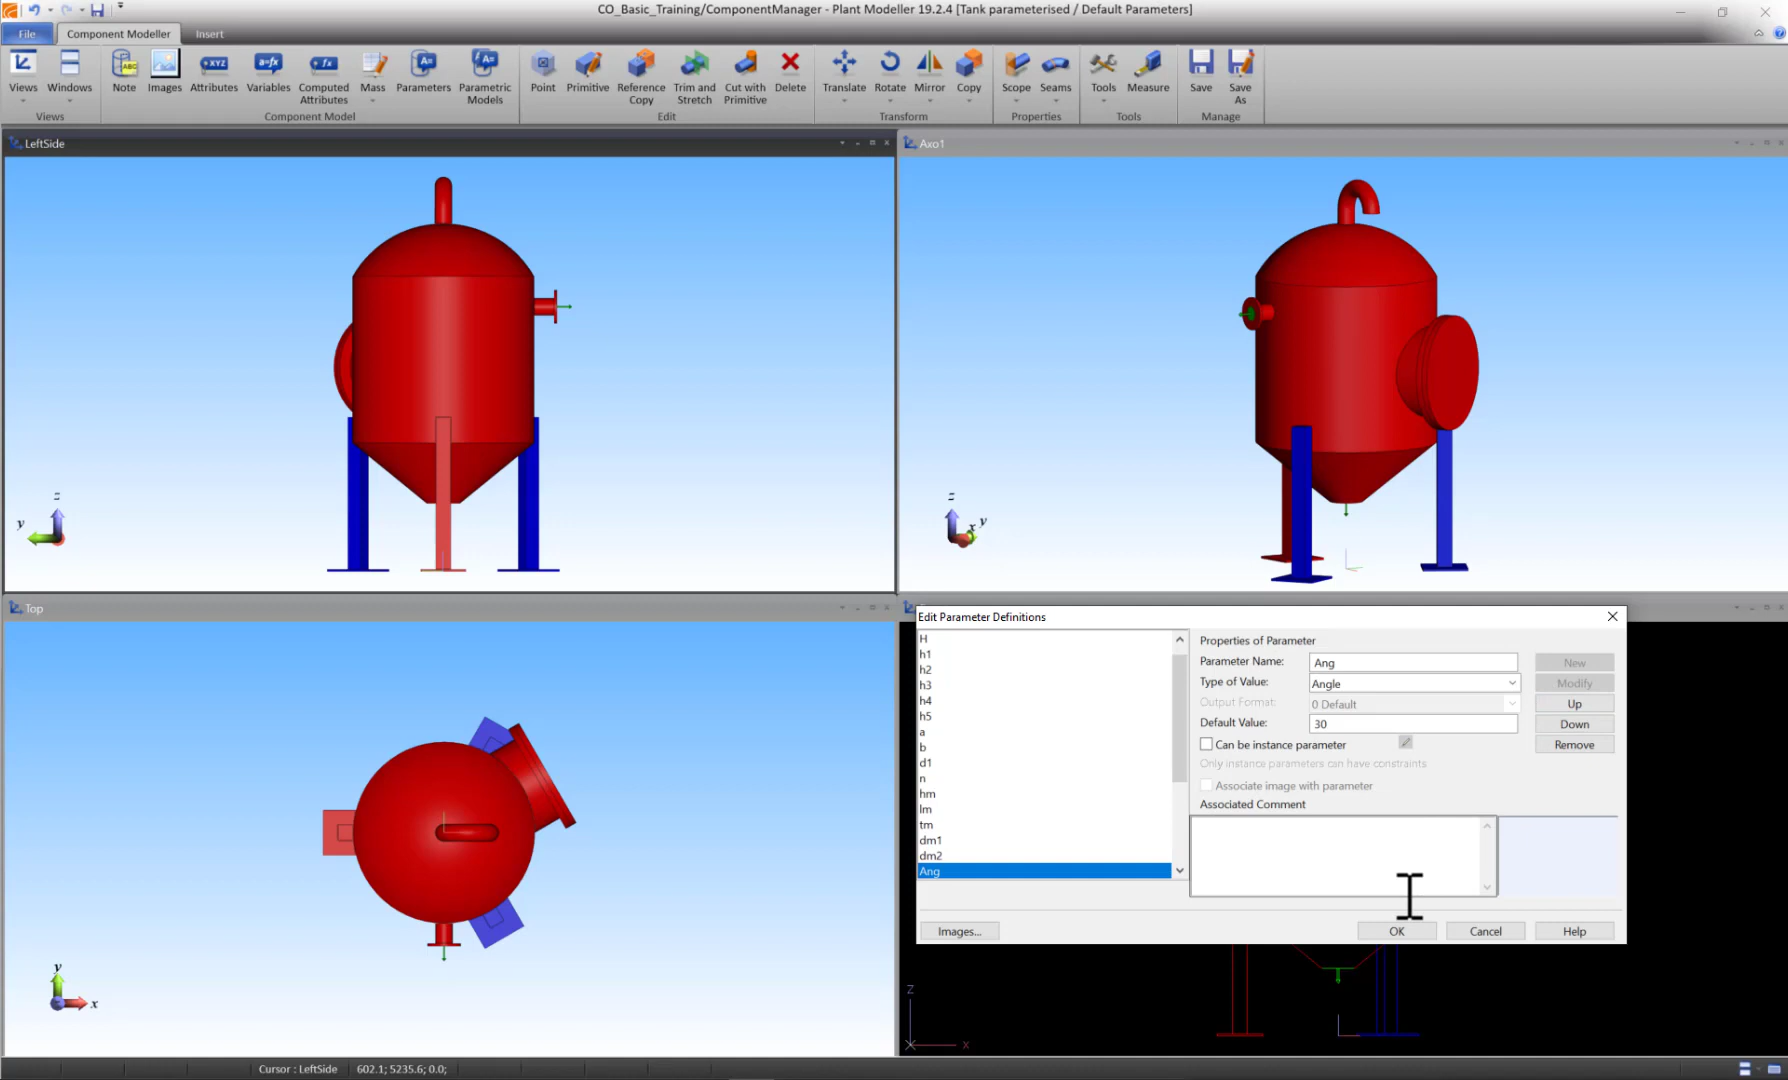 CO_Basic_Training/ComponentManager - Plant Modeller 19.2.4 [Tank parameterised / Default Parameters]
File
Component Modeller
Insert
Views
Windows
Note
Images
Attributes
Variables
Computed
Attributes
Mass
Parameters
Parametric
Models
Point
Primitive
Reference
Copy
Trim and
Stretch
Cut with
Primitive
Delete
Translate
Rotate
Mirror
Copy
Scope
Seams
Tools
Measure
Save
Save
As
Views
Component Model
Edit
Transform
Properties
Tools
Manage
ABC
XYZ
a=fx
fx
A=
A=
LeftSide
Axo1
z
y
z
x
y
Top
y
x
Edit Parameter Definitions
H
h1
h2
h3
h4
h5
a
b
d1
n
hm
lm
tm
dm1
dm2
Ang
Properties of Parameter
Parameter Name:
Ang
New
Type of Value:
Angle
Modify
Output Format:
0 Default
Up
Default Value:
30
Down
Can be instance parameter
Remove
Only instance parameters can have constraints
Associate image with parameter
Associated Comment
Images...
OK
Cancel
Help
Z
X
Cursor : LeftSide
602.1; 5235.6; 0.0;